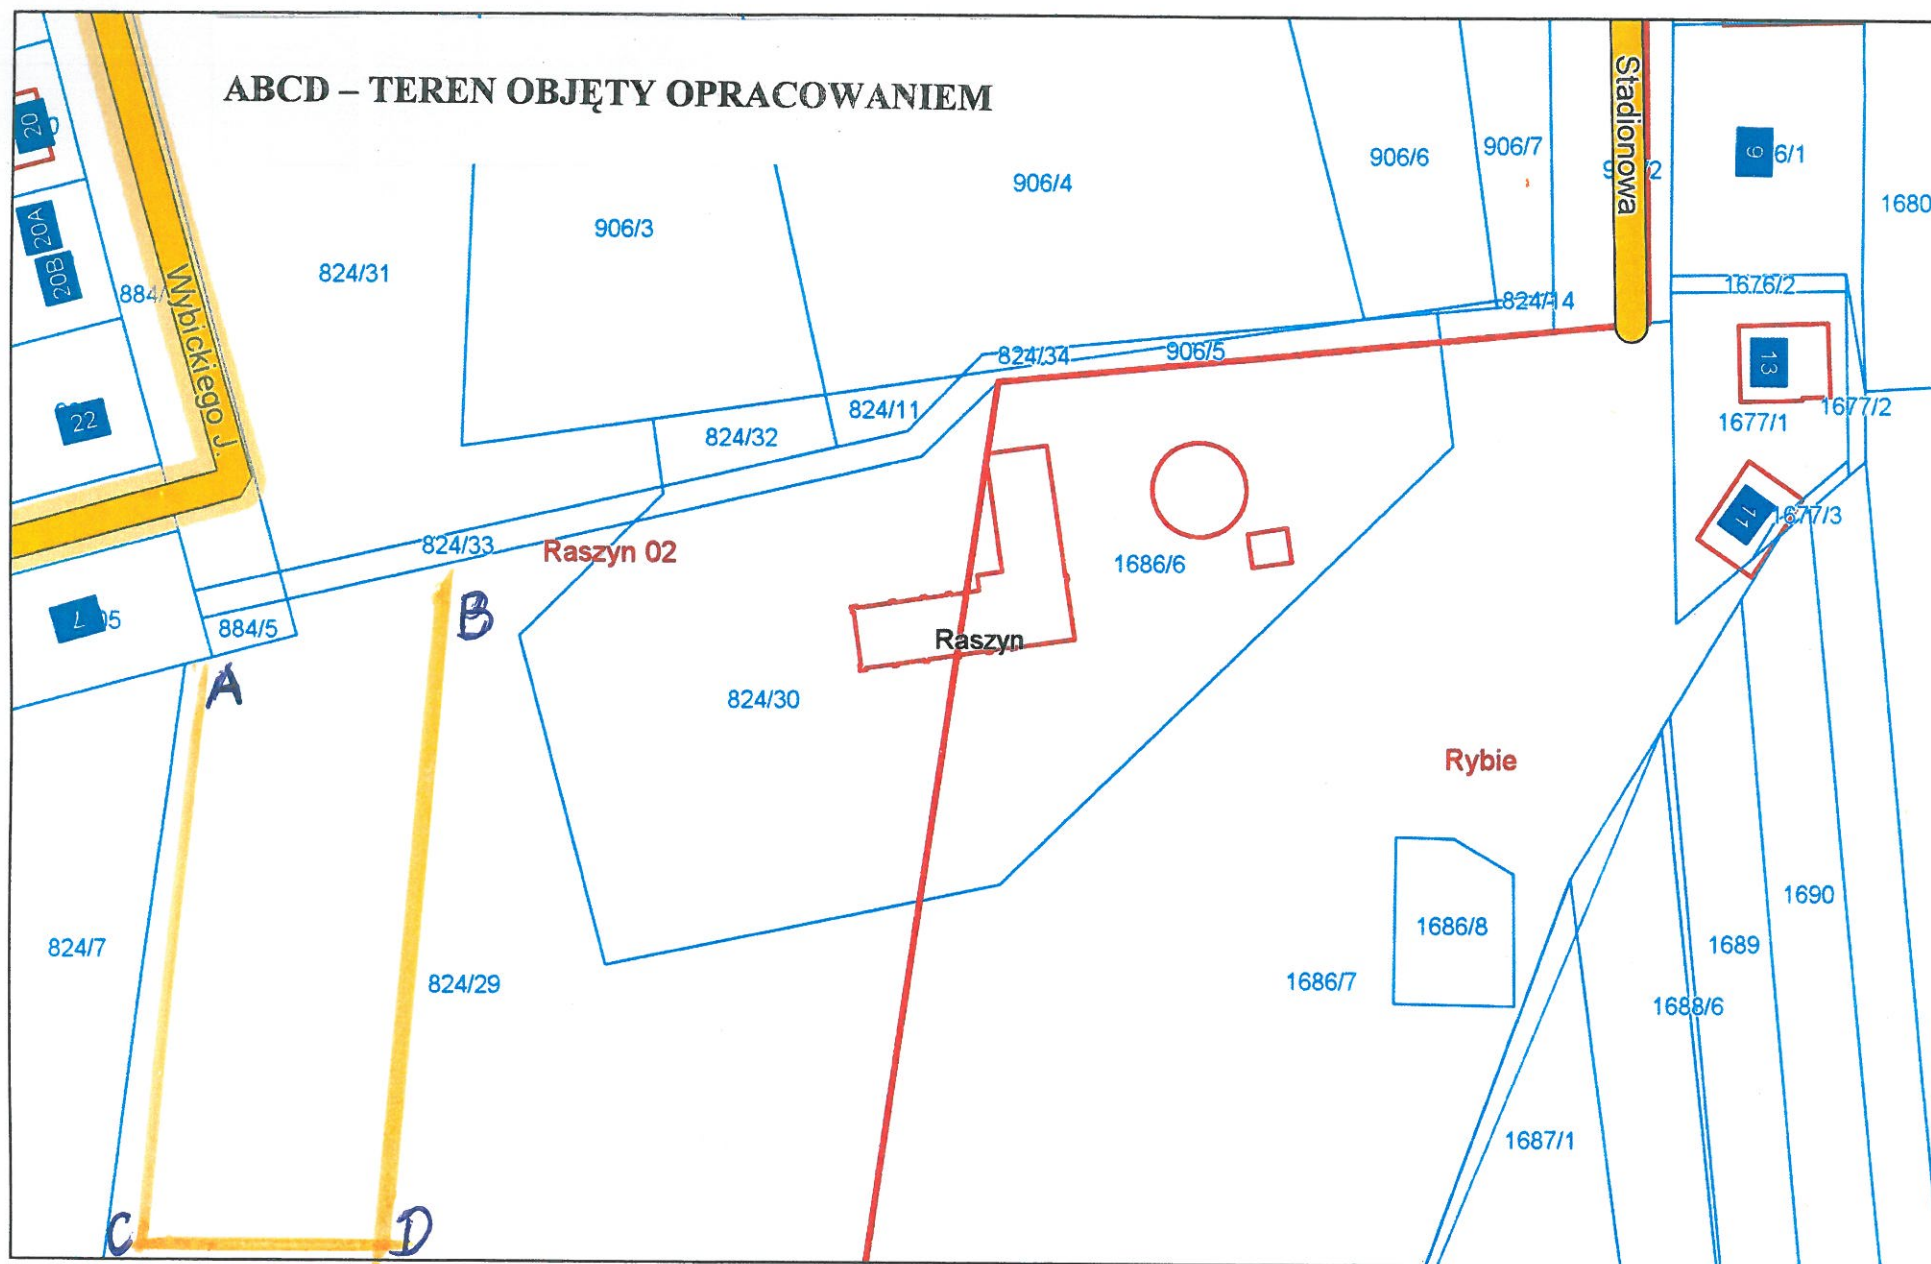 ABCD – TEREN OBJĘTY OPRACOWANIEM
Stadionowa
Wybickiego J.
20
20A
20B
22
7
884/5
824/31
906/3
906/4
906/6
906/7
9
6/1
1680
1676/2
13
1677/1
1677/2
11
1677/3
824/14
824/34
906/5
824/11
824/32
824/33
Raszyn 02
1686/6
Raszyn
824/30
Rybie
A
B
824/7
824/29
1686/8
1686/7
1690
1689
1688/6
1687/1
C
D